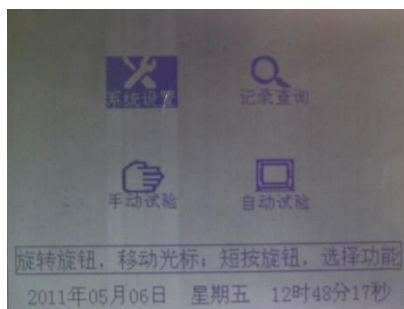 系统设置 记录查询
手动试验 自动试验
旋转旋钮，移动光标；短按旋钮，选择功能
2011年05月06日 星期五 12时48分17秒